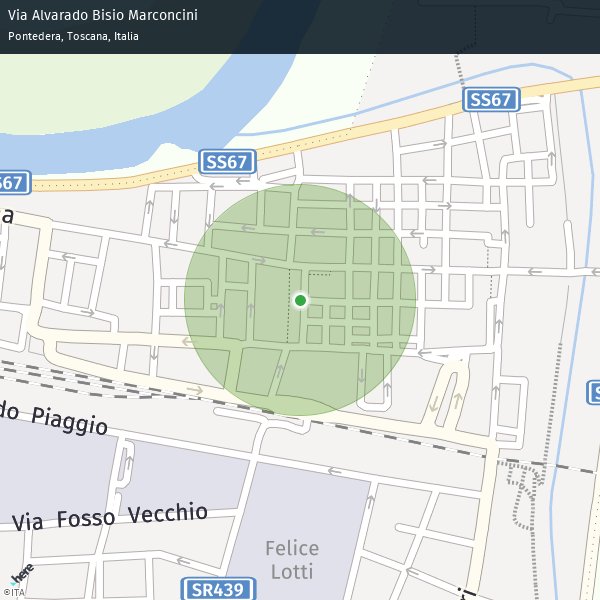 Via Alvarado Bisio Marconcini
Pontedera, Toscana, Italia
SS67
SS67
S67
a
S
do Piaggio
Via Fosso Vecchio
Felice
Lotti
SR439
here
©ITA